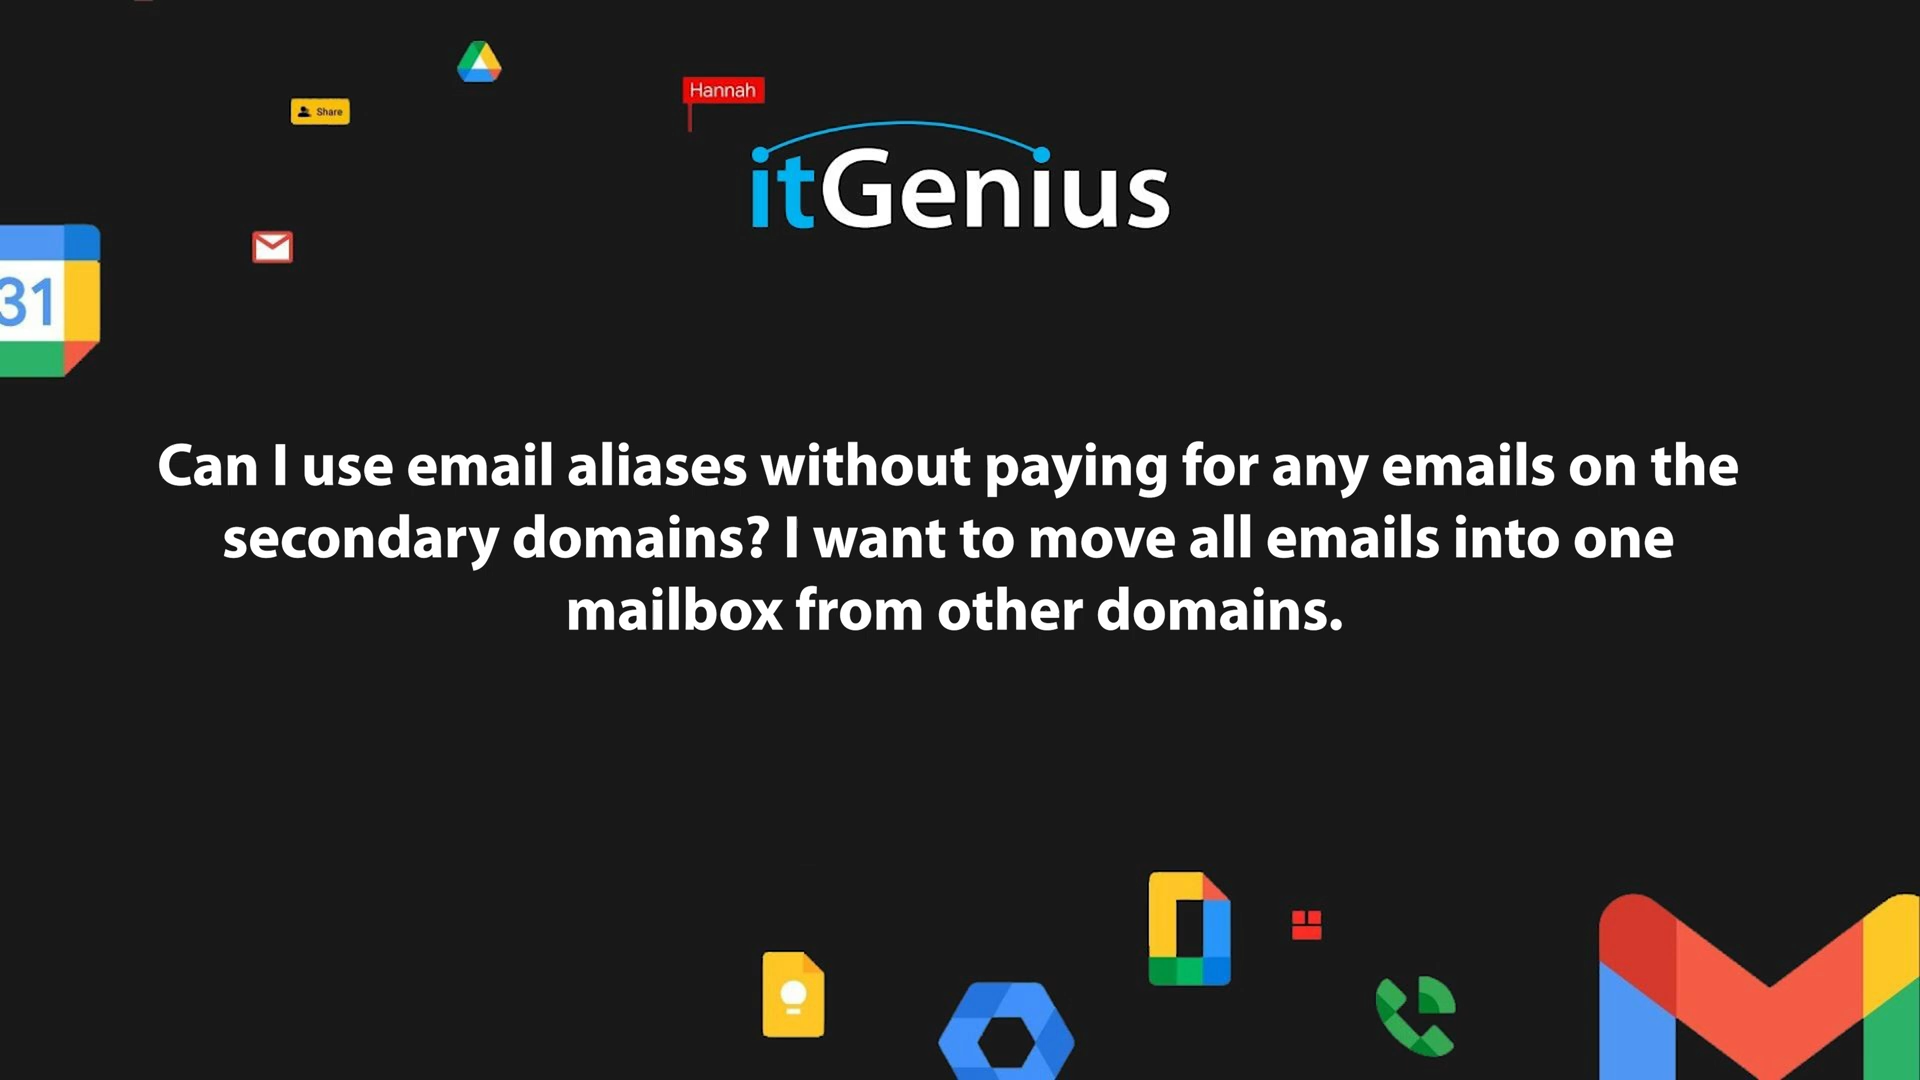 Hannah
Share
itGenius
31
Can I use email aliases without paying for any emails on the
secondary domains? I want to move all emails into one
mailbox from other domains.